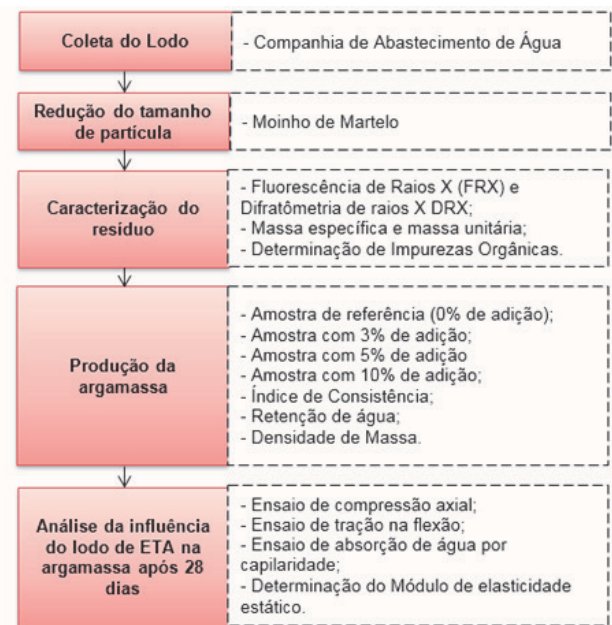 Coleta do Lodo
- Companhia de Abastecimento de Água
Redução do tamanho
de partícula
- Moinho de Martelo
Caracterização do
resíduo
- Fluorescência de Raios X (FRX) e
Difratômetria de raios X DRX;
- Massa específica e massa unitária;
- Determinação de Impurezas Orgânicas.
Produção da
argamassa
- Amostra de referência (0% de adição);
- Amostra com 3% de adição;
- Amostra com 5% de adição
- Amostra com 10% de adição;
- Índice de Consistência;
- Retenção de água;
- Densidade de Massa.
Análise da influência
do lodo de ETA na
argamassa após 28
dias
- Ensaio de compressão axial;
- Ensaio de tração na flexão;
- Ensaio de absorção de água por
capilaridade;
- Determinação do Módulo de elasticidade
estático.